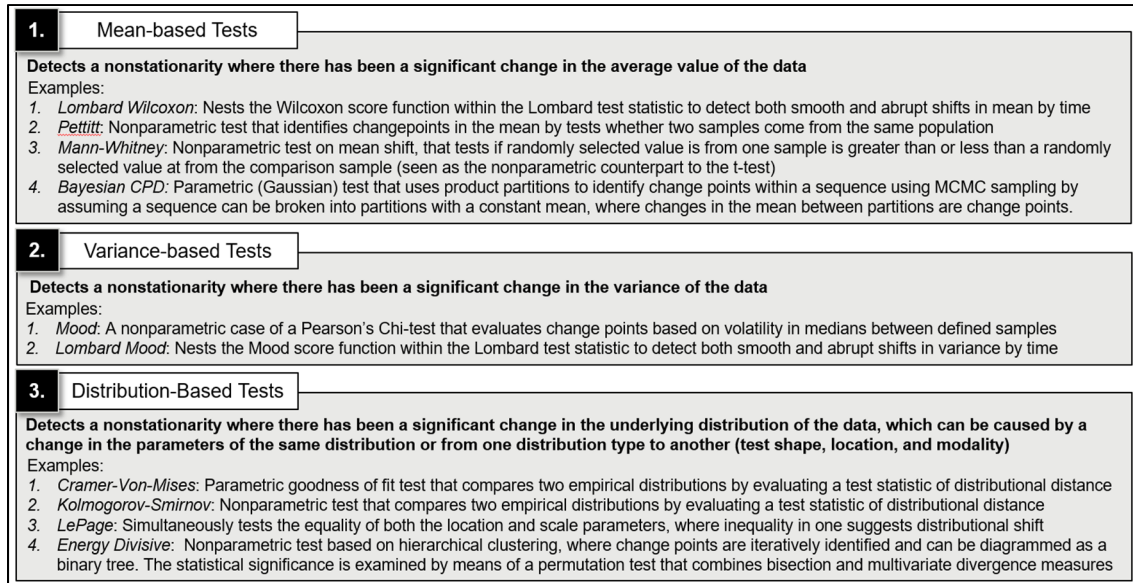 1. Mean-based Tests
Detects a nonstationarity where there has been a significant change in the average value of the data
Examples:
1. Lombard Wilcoxon: Nests the Wilcoxon score function within the Lombard test statistic to detect both smooth and abrupt shifts in mean by time
2. Pettitt: Nonparametric test that identifies changepoints in the mean by tests whether two samples come from the same population
3. Mann-Whitney: Nonparametric test on mean shift, that tests if randomly selected value is from one sample is greater than or less than a randomly
selected value at from the comparison sample (seen as the nonparametric counterpart to the t-test)
4. Bayesian CPD: Parametric (Gaussian) test that uses product partitions to identify change points within a sequence using MCMC sampling by
assuming a sequence can be broken into partitions with a constant mean, where changes in the mean between partitions are change points.
2. Variance-based Tests
Detects a nonstationarity where there has been a significant change in the variance of the data
Examples:
1. Mood: A nonparametric case of a Pearson's Chi-test that evaluates change points based on volatility in medians between defined samples
2. Lombard Mood: Nests the Mood score function within the Lombard test statistic to detect both smooth and abrupt shifts in variance by time
3. Distribution-Based Tests
Detects a nonstationarity where there has been a significant change in the underlying distribution of the data, which can be caused by a
change in the parameters of the same distribution or from one distribution type to another (test shape, location, and modality)
Examples:
1. Cramer-Von-Mises: Parametric goodness of fit test that compares two empirical distributions by evaluating a test statistic of distributional distance
2. Kolmogorov-Smirnov: Nonparametric test that compares two empirical distributions by evaluating a test statistic of distributional distance
3. LePage: Simultaneously tests the equality of both the location and scale parameters, where inequality in one suggests distributional shift
4. Energy Divisive: Nonparametric test based on hierarchical clustering, where change points are iteratively identified and can be diagrammed as a
binary tree. The statistical significance is examined by means of a permutation test that combines bisection and multivariate divergence measures